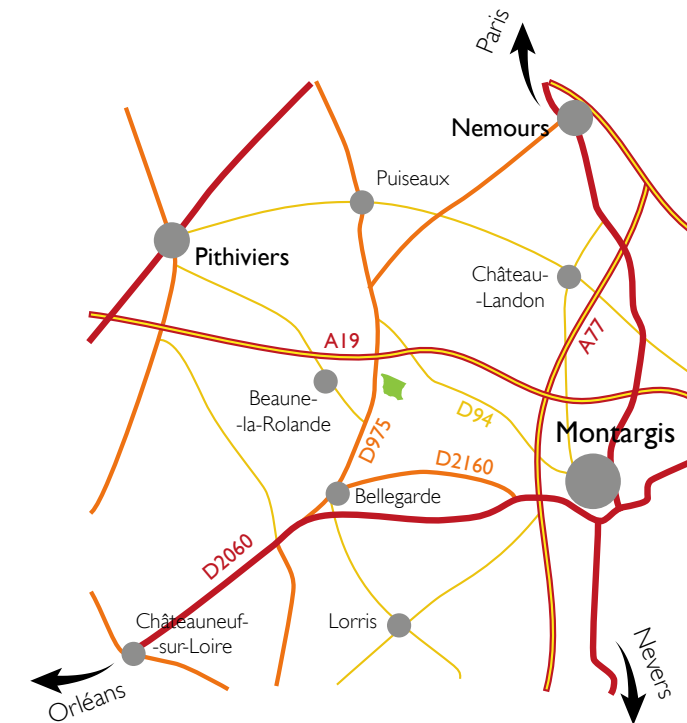 Paris
Nemours
Puiseaux
Pithiviers
Château-
-Landon
A19
A77
Beaune-
-la-Rolande
D94
D975
Montargis
D2160
Bellegarde
D2060
Châteauneuf-
-sur-Loire
Lorris
Nevers
Orléans